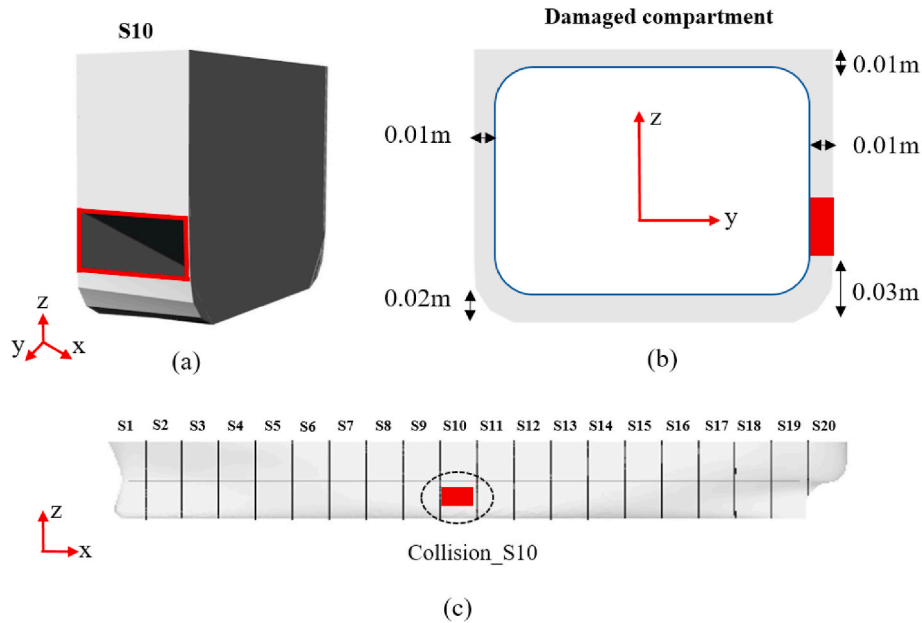 S10
z
y
x
(a)
Damaged compartment
0.01m
0.01m
0.01m
z
y
0.02m
0.03m
(b)
S1 S2 S3 S4 S5 S6 S7 S8 S9 S10 S11 S12 S13 S14 S15 S16 S17 S18 S19 S20
z
x
Collision_S10
(c)